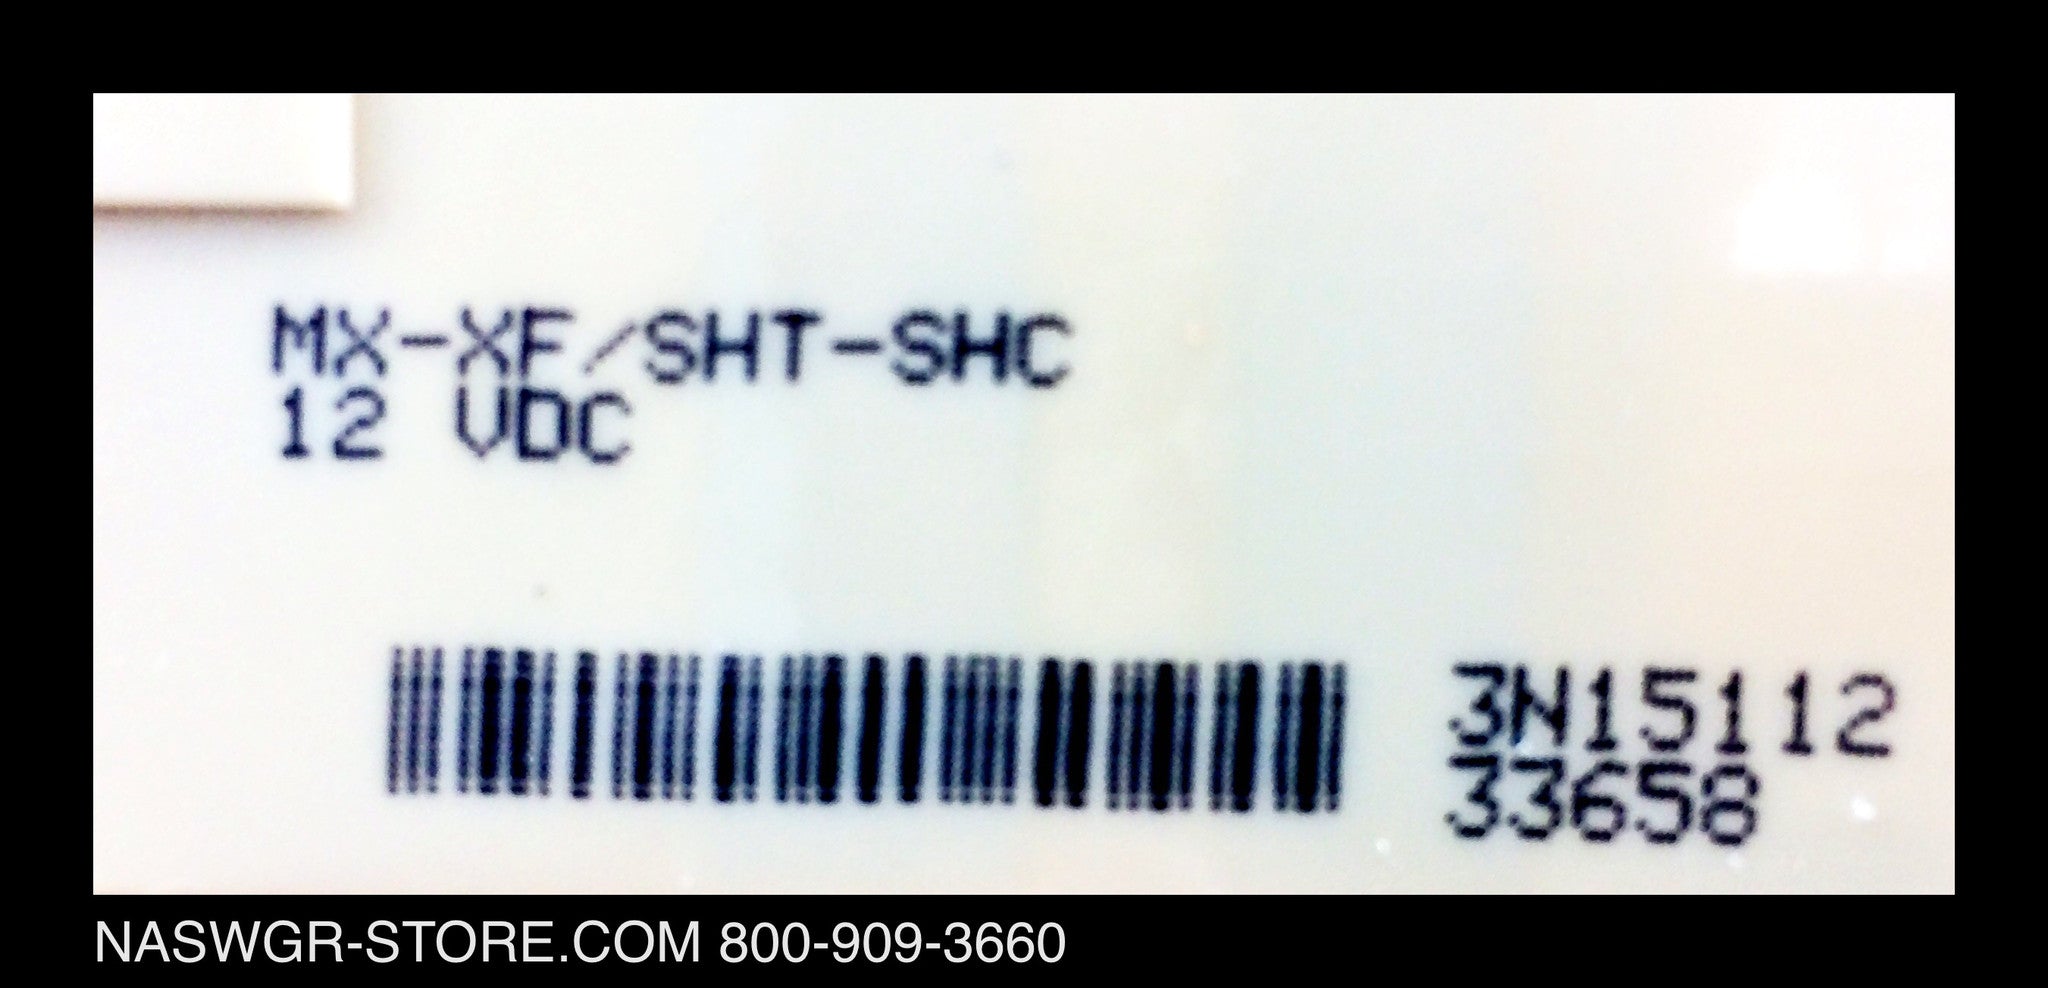 MX-XF/SHT-SHC
12 VDC
3N15112
33658
NASWGR-STORE.COM 800-909-3660